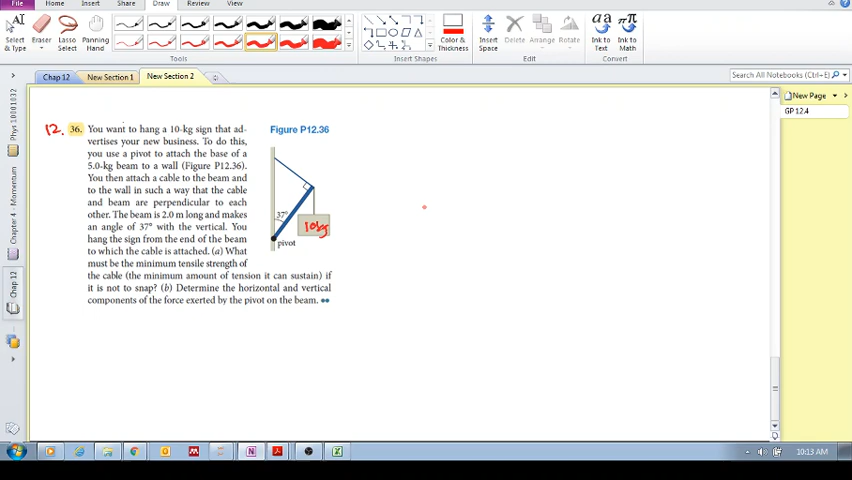 File Home Insert Draw View
Select & Type
Eraser
Lasso Select
Panning Hand
Color & Thickness
Insert Space
Delete
Arrange
Rotate
Ink to Text
Ink to Math
Tools Insert Shapes Edit Convert
Chap 12 New Section 1 New Section 2
Search All Notebooks (Ctrl+E)
New Page
GP 12.4
Phys 10001032
Chapter 4 - Momentum
Chap 12
12. 36. You want to hang a 10-kg sign that ad-
vertises your new business. To do this,
you use a pivot to attach the base of a
5.0-kg beam to a wall (Figure P12.36).
You then attach a cable to the beam and
to the wall in such a way that the cable
and beam are perpendicular to each
other. The beam is 2.0 m long and makes
an angle of 37° with the vertical. You
hang the sign from the end of the beam
to which the cable is attached. (a) What
must be the minimum tensile strength of
the cable (the minimum amount of tension it can sustain) if
it is not to snap? (b) Determine the horizontal and vertical
components of the force exerted by the pivot on the beam. ••
Figure P12.36
37°
10kg
pivot
10:13 AM